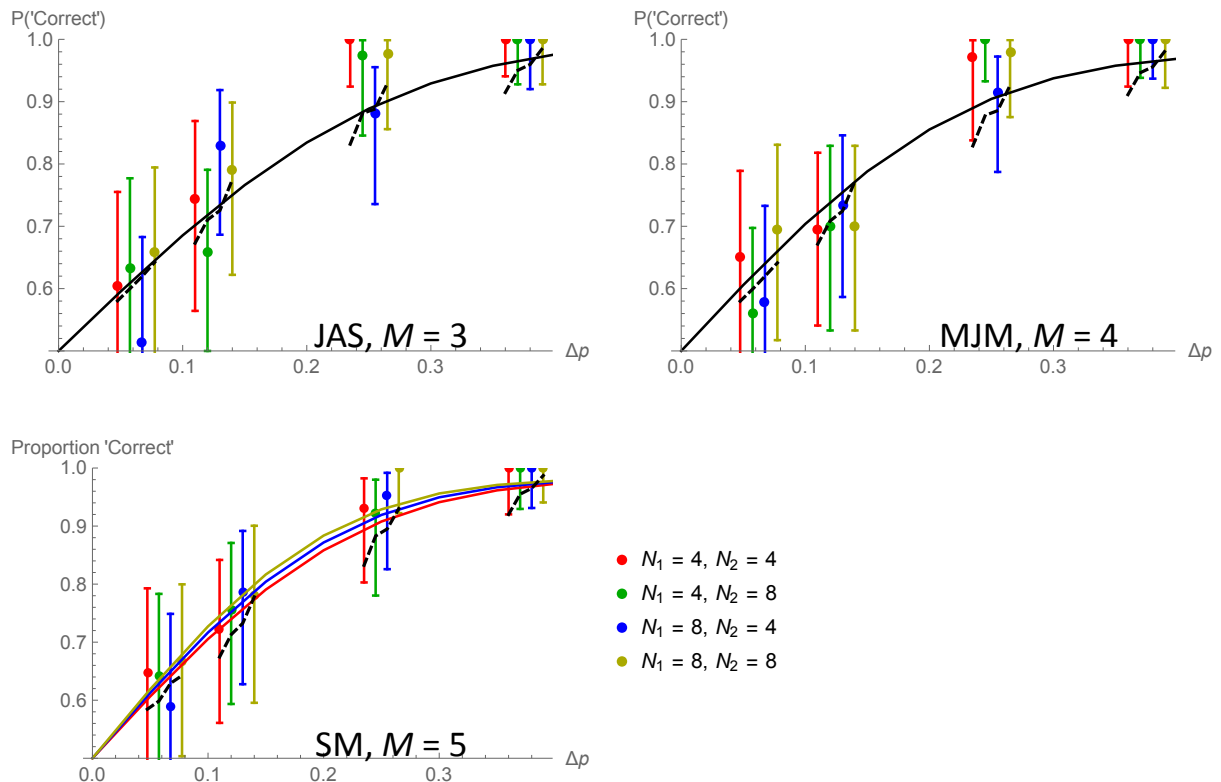 P('Correct')
1.0
0.9
0.8
0.7
0.6
0.0
0.1
0.2
0.3
Δp
JAS, M = 3
P('Correct')
1.0
0.9
0.8
0.7
0.6
0.0
0.1
0.2
0.3
Δp
MJM, M = 4
Proportion 'Correct'
1.0
0.9
0.8
0.7
0.6
0.0
0.1
0.2
0.3
Δp
SM, M = 5
N₁ = 4, N₂ = 4
N₁ = 4, N₂ = 8
N₁ = 8, N₂ = 4
N₁ = 8, N₂ = 8